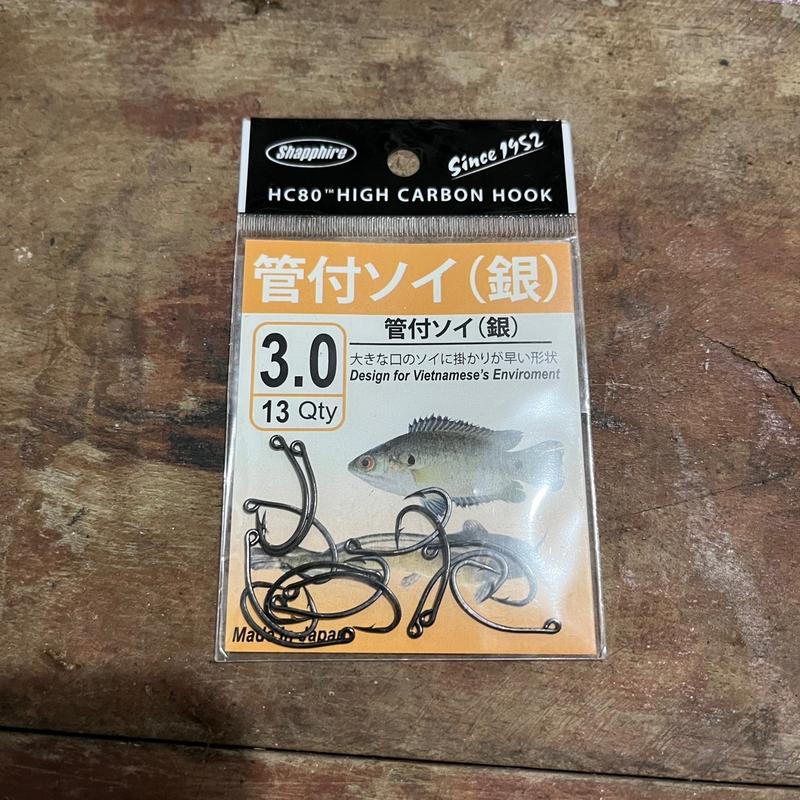 Shapphire
Since 1952
HC80™ HIGH CARBON HOOK
管付ソイ(銀)
管付ソイ(銀)
3.0
13 Qty
大きな口のソイに掛かりが早い形状
Design for Vietnamese's Enviroment
Made in Japan